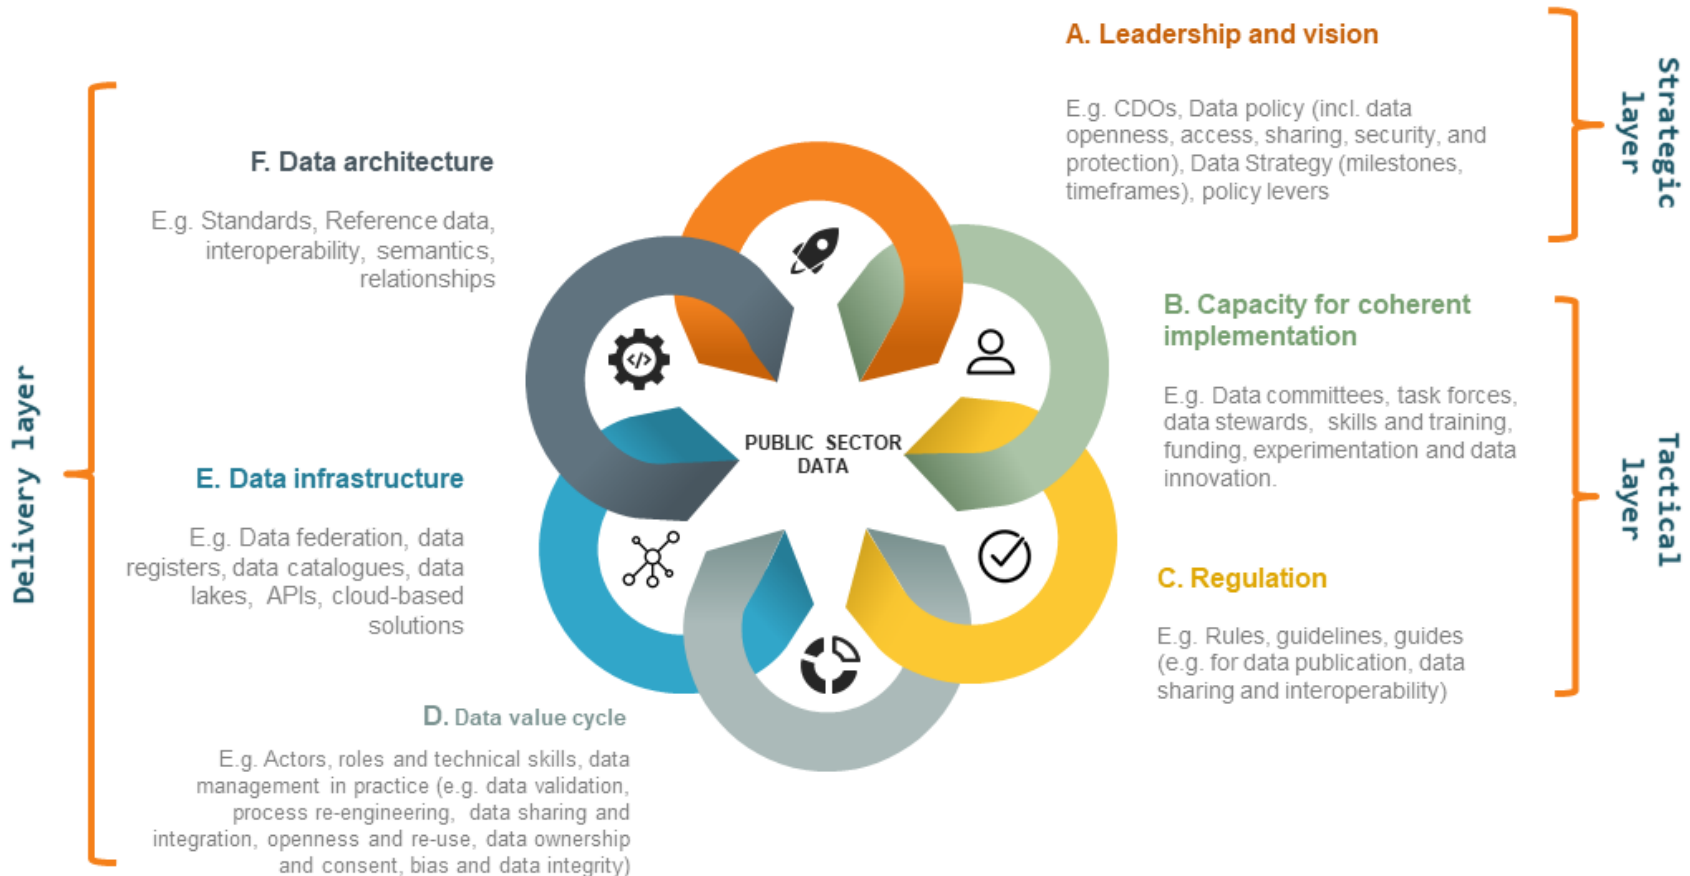 A. Leadership and vision
E.g. CDOs, Data policy (incl. data
openness, access, sharing, security, and
protection), Data Strategy (milestones,
timeframes), policy levers
Strategic
layer
B. Capacity for coherent
implementation
E.g. Data committees, task forces,
data stewards, skills and training,
funding, experimentation and data
innovation.
C. Regulation
E.g. Rules, guidelines, guides
(e.g. for data publication, data
sharing and interoperability)
Tactical
layer
PUBLIC SECTOR
DATA
D. Data value cycle
E.g. Actors, roles and technical skills, data
management in practice (e.g. data validation,
process re-engineering, data sharing and
integration, openness and re-use, data ownership
and consent, bias and data integrity)
E. Data infrastructure
E.g. Data federation, data
registers, data catalogues, data
lakes, APIs, cloud-based
solutions
F. Data architecture
E.g. Standards, Reference data,
interoperability, semantics,
relationships
Delivery layer
<//>